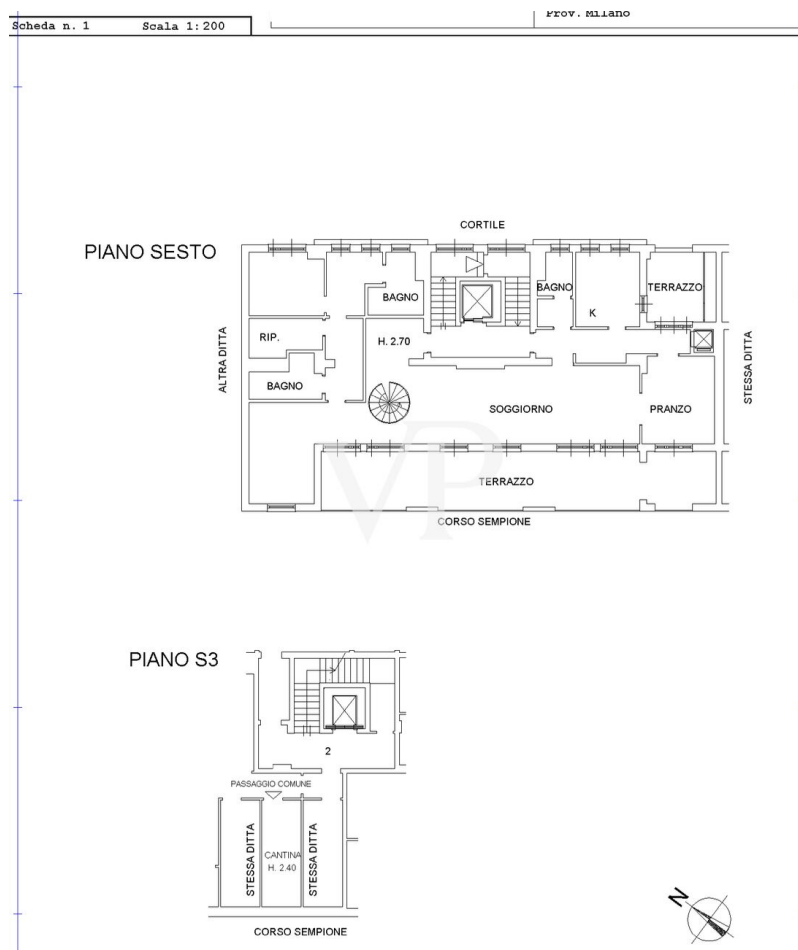 Prov. Milano
Scheda n. 1 Scala 1:200
CORTILE
PIANO SESTO
BAGNO
BAGNO
TERRAZZO
K
RIP.
H. 2.70
ALTRA DITTA
STESSA DITTA
BAGNO
SOGGIORNO
PRANZO
VP
TERRAZZO
CORSO SEMPIONE
PIANO S3
2
PASSAGGIO COMUNE
STESSA DITTA
CANTINA
H. 2.40
STESSA DITTA
N
CORSO SEMPIONE